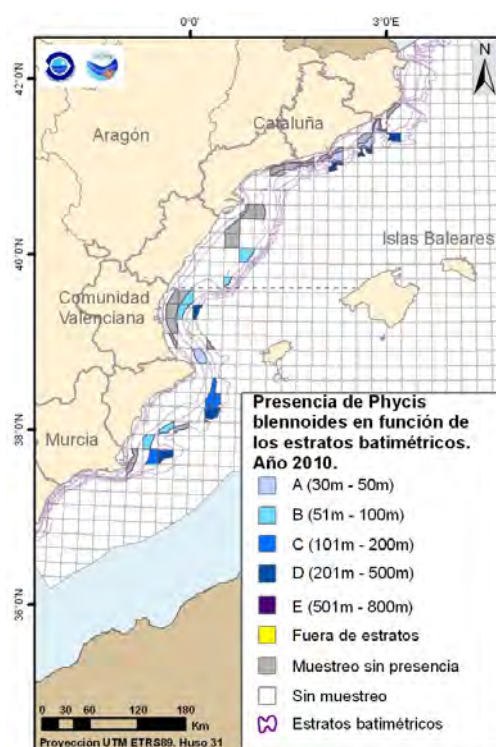 0°0'
3°0'E
N
42°0'N
Aragón
Cataluña
40°0'N
Islas Baleares
Comunidad
Valenciana
38°0'N
Murcia
36°0'N
Presencia de Phycis
blennoides en función de
los estratos batimétricos.
Año 2010.
A (30m - 50m)
B (51m - 100m)
C (101m - 200m)
D (201m - 500m)
E (501m - 800m)
Fuera de estratos
Muestreo sin presencia
Sin muestreo
Estratos batimétricos
0 30 60 120 180
Km
Proyección UTM ETRS89. Huso 31